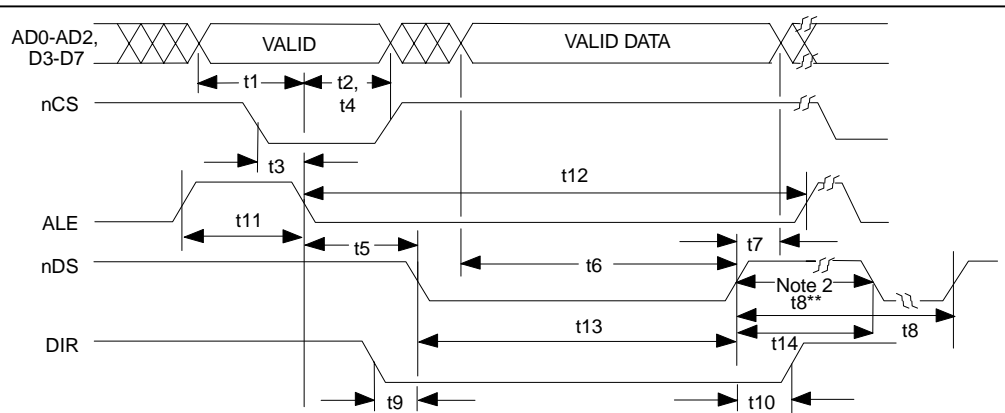 AD0-AD2,
D3-D7
VALID
VALID DATA
t1
t2,
t4
nCS
t3
t12
ALE
t11
t5
t7
nDS
t6
Note 2
t8**
t8
t13
t14
DIR
t9
t10